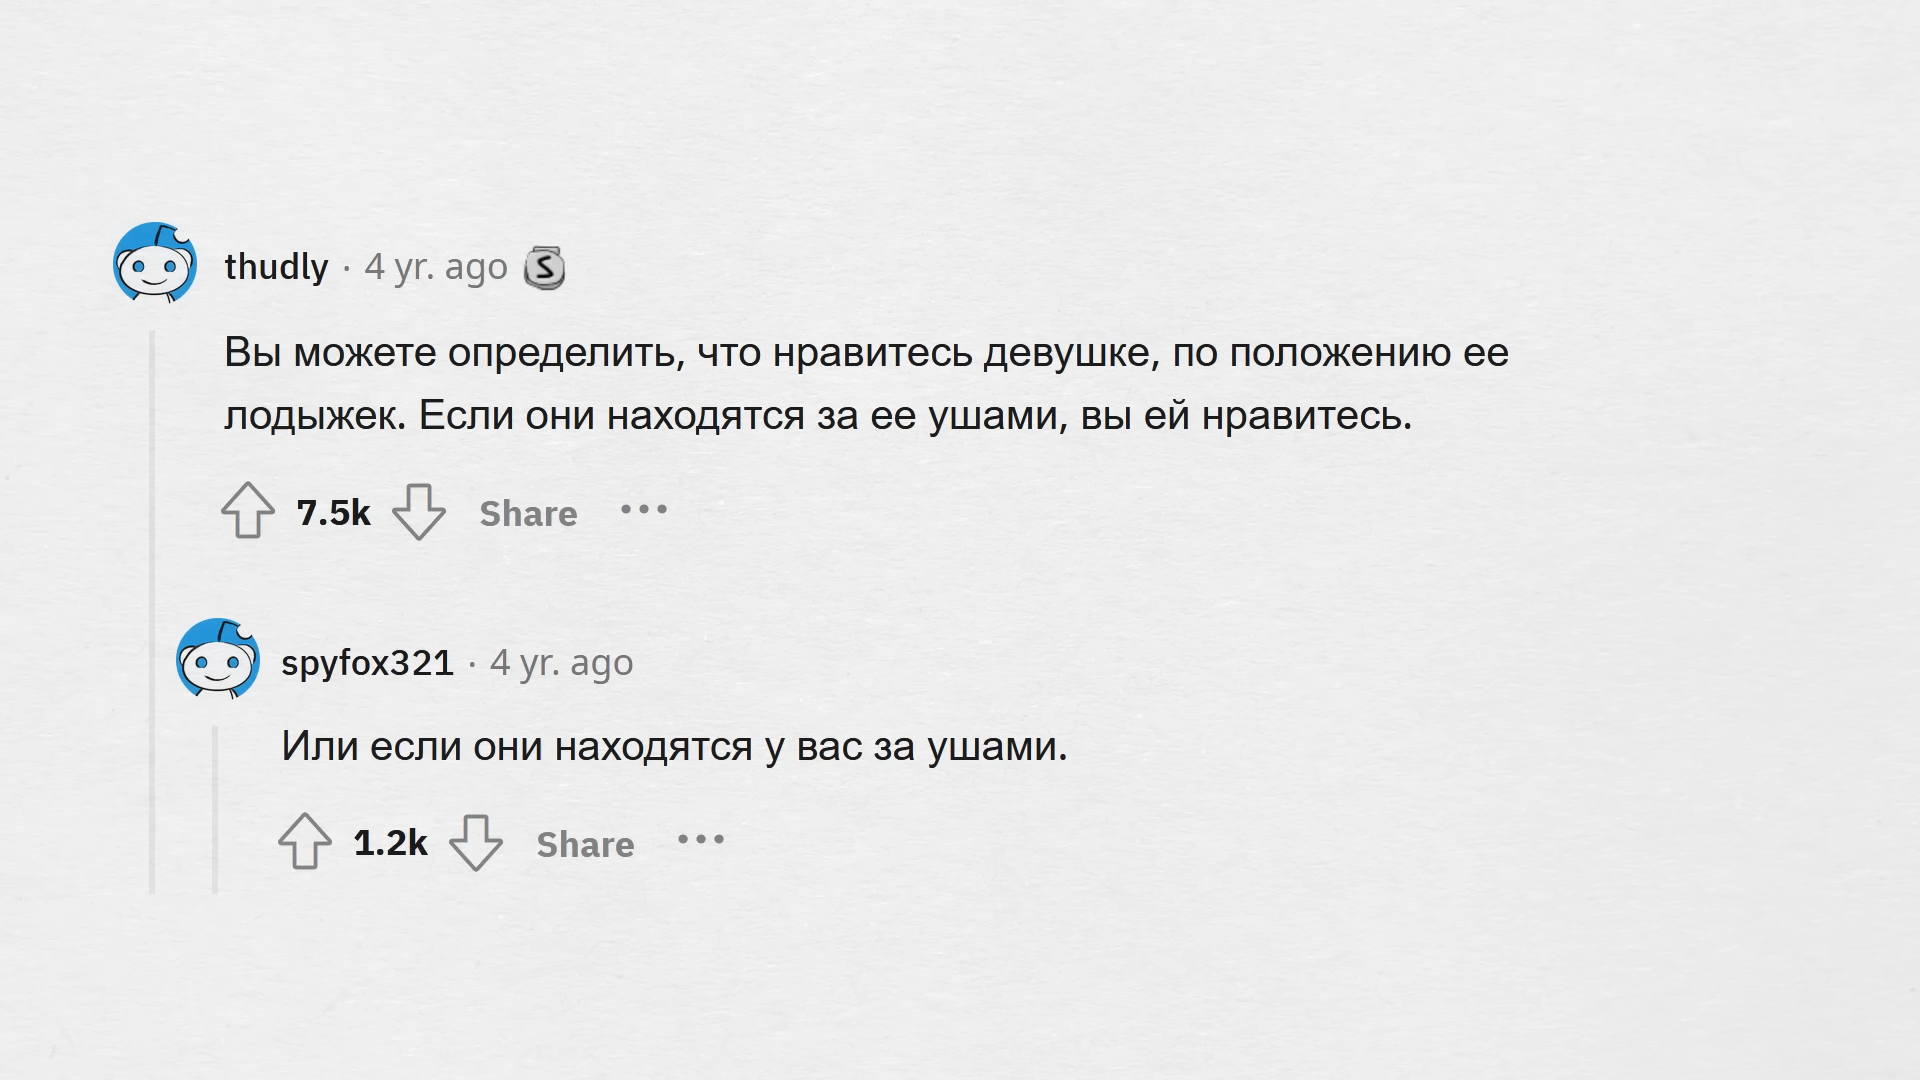 thudly · 4 yr. ago S
Вы можете определить, что нравитесь девушке, по положению ее
лодыжек. Если они находятся за ее ушами, вы ей нравитесь.
7.5k Share •••
spyfox321 · 4 yr. ago
Или если они находятся у вас за ушами.
1.2k Share •••